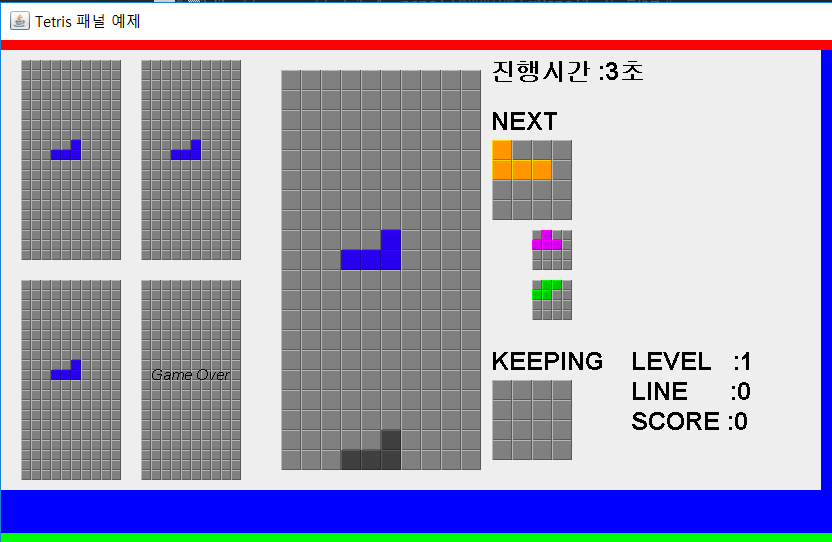 Tetris 패널 예제
진행시간 :3초
NEXT
Game Over
KEEPING
LEVEL :1
LINE :0
SCORE :0